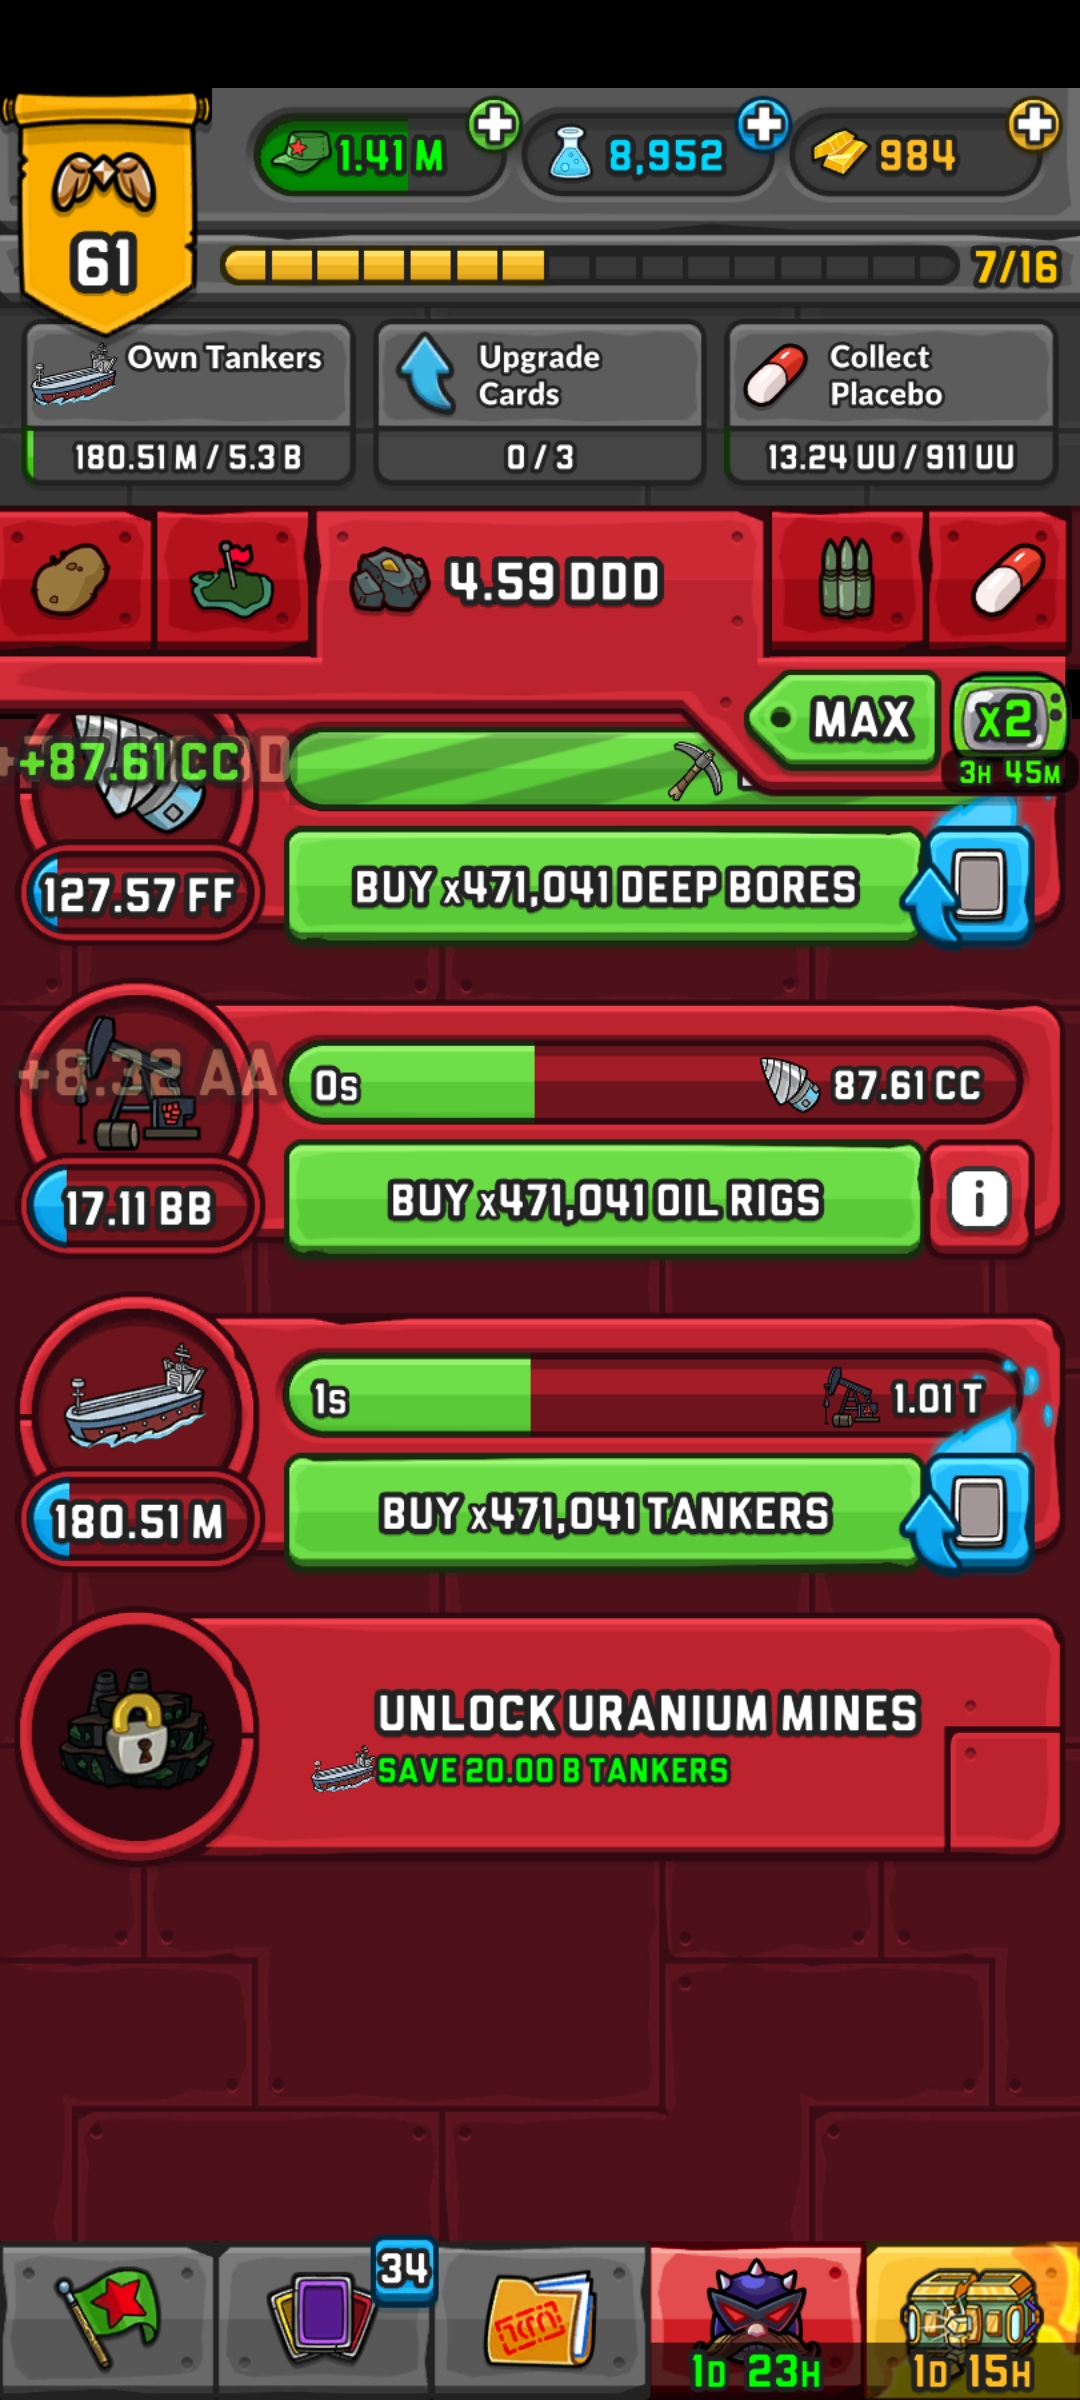 1.41 M
8,952
984
61
7/16
Own Tankers
180.51 M / 5.3 B
Upgrade
Cards
0 / 3
Collect
Placebo
13.24 UU / 911 UU
4.59 DDD
MAX
x2
3H 45M
+87.61 CC
127.57 FF
BUY x471,041 DEEP BORES
+8.32 AA
0s
87.61 CC
17.11 BB
BUY x471,041 OIL RIGS
i
1s
1.01 T
180.51 M
BUY x471,041 TANKERS
UNLOCK URANIUM MINES
SAVE 20.00 B TANKERS
34
1D 23H
1D 15H